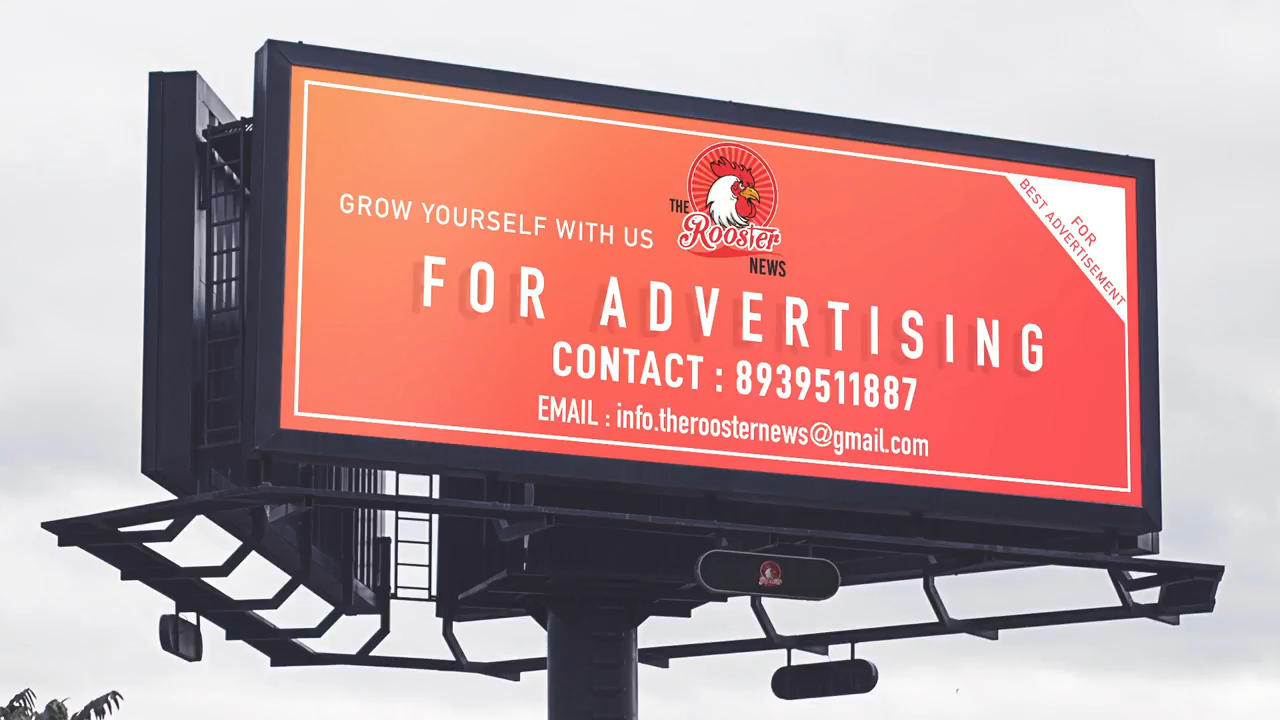 GROW YOURSELF WITH US
THE
Rooster
NEWS
FOR
BEST ADVERTISEMENT
FOR ADVERTISING
CONTACT : 8939511887
EMAIL : info.theroosternews@gmail.com